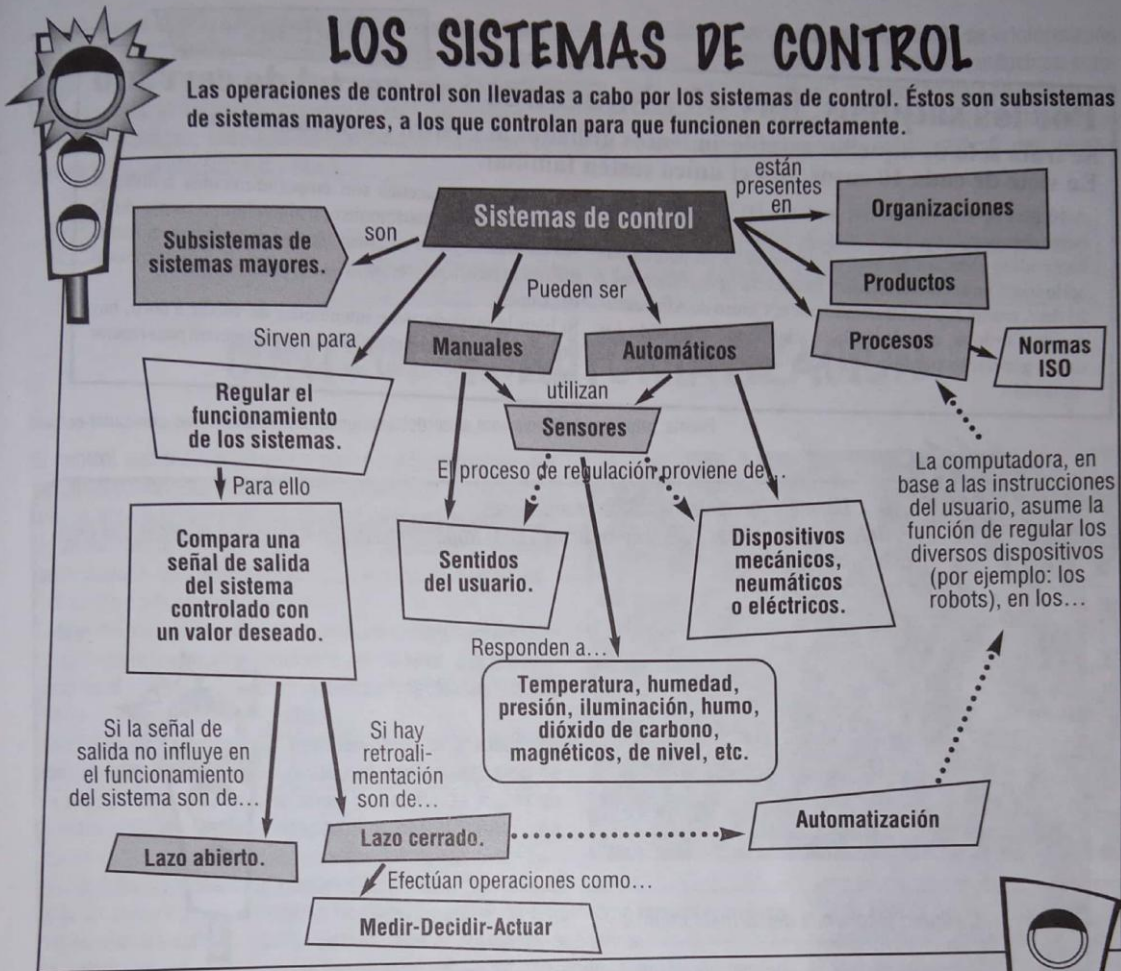 LOS SISTEMAS DE CONTROL
Las operaciones de control son llevadas a cabo por los sistemas de control. Éstos son subsistemas
de sistemas mayores, a los que controlan para que funcionen correctamente.
Sistemas de control
son
Subsistemas de
sistemas mayores.
están
presentes
en
Organizaciones
Productos
Procesos
Normas
ISO
Pueden ser
Manuales
Automáticos
utilizan
Sensores
Sirven para
Regular el
funcionamiento
de los sistemas.
Para ello
Compara una
señal de salida
del sistema
controlado con
un valor deseado.
El proceso de regulación proviene de...
Sentidos
del usuario.
Dispositivos
mecánicos,
neumáticos
o eléctricos.
La computadora, en
base a las instrucciones
del usuario, asume la
función de regular los
diversos dispositivos
(por ejemplo: los
robots), en los...
Responden a...
Temperatura, humedad,
presión, iluminación, humo,
dióxido de carbono,
magnéticos, de nivel, etc.
Si la señal de
salida no influye en
el funcionamiento
del sistema son de...
Si hay
retroali-
mentación
son de...
Lazo abierto.
Lazo cerrado.
Automatización
Efectúan operaciones como...
Medir-Decidir-Actuar